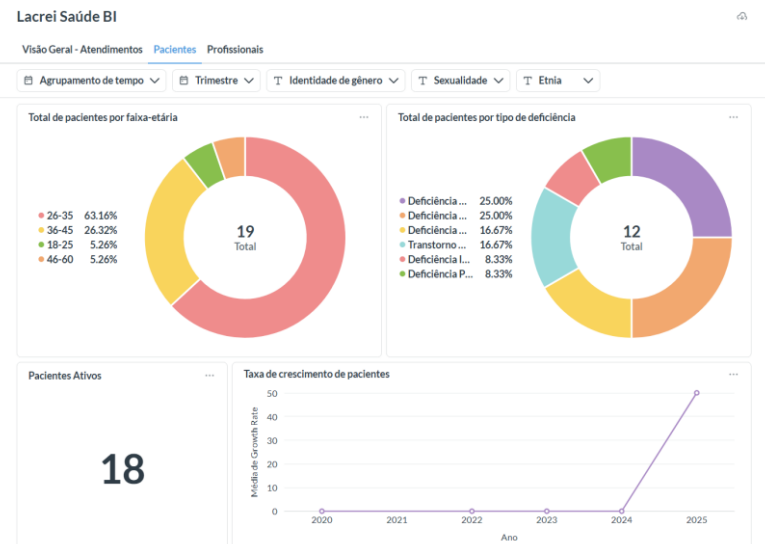 Lacrei Saúde BI
Visão Geral - Atendimentos Pacientes Profissionais
Agrupamento de tempo Trimestre Identidade de gênero Sexualidade Etnia
Total de pacientes por faixa-etária
26-35 63.16%
36-45 26.32%
18-25 5.26%
46-60 5.26%
19
Total
Total de pacientes por tipo de deficiência
Deficiência ... 25.00%
Deficiência ... 25.00%
Deficiência ... 16.67%
Transtorno ... 16.67%
Deficiência I... 8.33%
Deficiência P... 8.33%
12
Total
Pacientes Ativos
18
Taxa de crescimento de pacientes
Média de Growth Rate
50
40
30
20
10
0
2020 2021 2022 2023 2024 2025
Ano